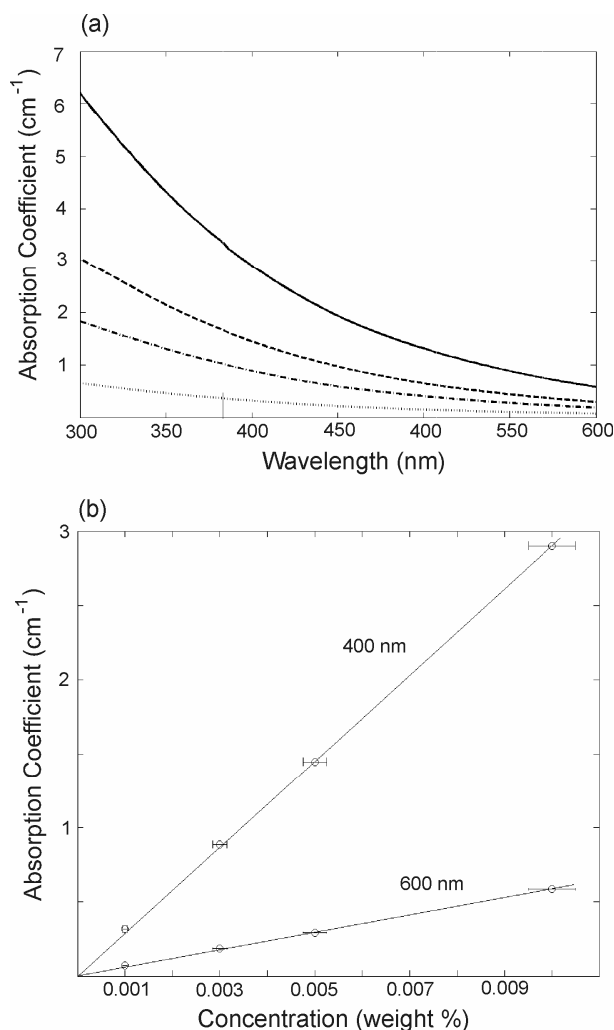 (a)
7
6
5
4
3
2
1
Absorption Coefficient (cm⁻¹)
300 350 400 450 400 550 600
Wavelength (nm)
(b)
3
2
1
Absorption Coefficient (cm⁻¹)
400 nm
600 nm
0.001 0.003 0.005 0.007 0.009
Concentration (weight %)